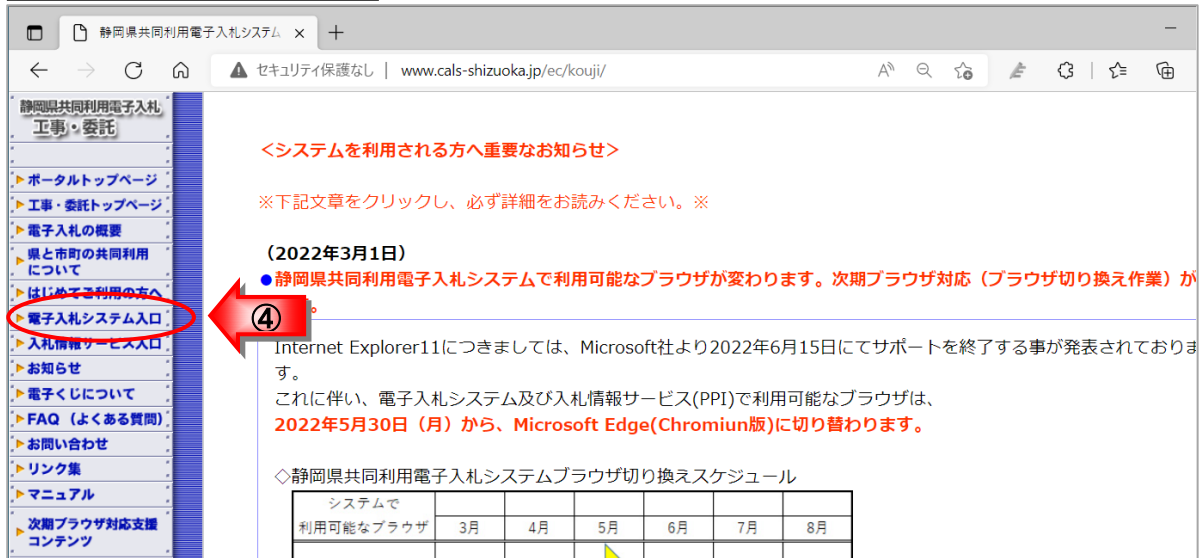 静岡県共同利用電子入札システム
セキュリティ保護なし | www.cals-shizuoka.jp/ec/kouji/
静岡県共同利用電子入札
工事・委託
ポータルトップページ
工事・委託トップページ
電子入札の概要
県と市町の共同利用
について
はじめてご利用の方へ
電子入札システム入口
入札情報サービス入口
お知らせ
電子くじについて
FAQ（よくある質問）
お問い合わせ
リンク集
マニュアル
次期ブラウザ対応支援
コンテンツ
④
<システムを利用される方へ重要なお知らせ>
※下記文章をクリックし、必ず詳細をお読みください。※
（2022年3月1日）
●静岡県共同利用電子入札システムで利用可能なブラウザが変わります。次期ブラウザ対応（ブラウザ切り換え作業）が
。
Internet Explorer11につきましては、Microsoft社より2022年6月15日にてサポートを終了する事が発表されておりま
す。
これに伴い、電子入札システム及び入札情報サービス(PPI)で利用可能なブラウザは、
2022年5月30日（月）から、Microsoft Edge(Chromiun版)に切り替わります。
◇静岡県共同利用電子入札システムブラウザ切り換えスケジュール
システムで
利用可能なブラウザ 3月 4月 5月 6月 7月 8月